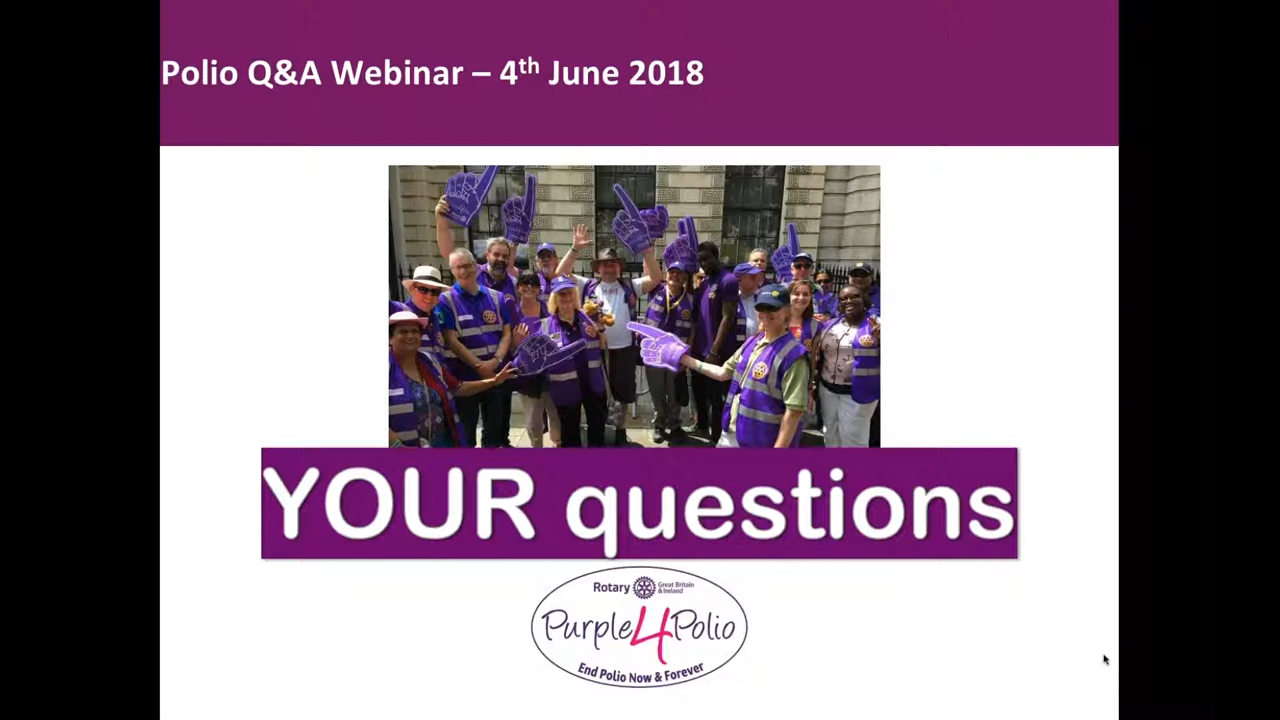 Polio Q&A Webinar – 4th June 2018
YOUR questions
Rotary Great Britain & Ireland
Purple4Polio
End Polio Now & Forever